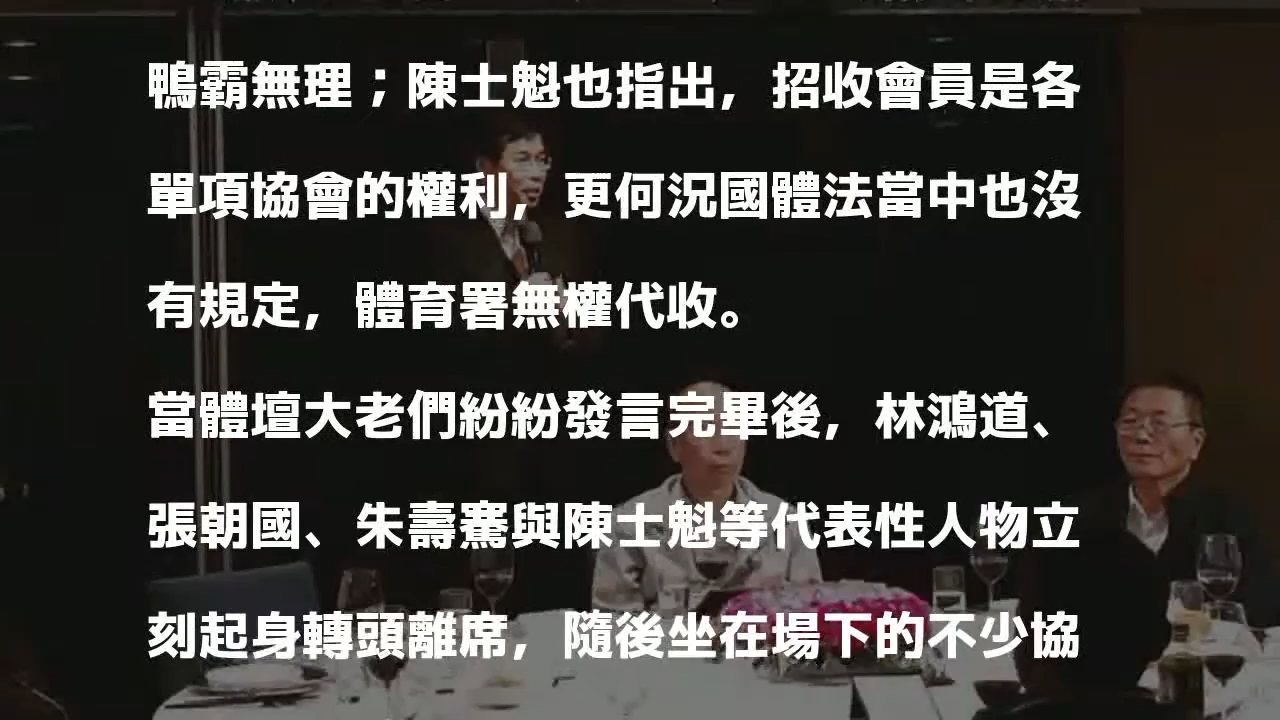 鴨霸無理；陳士魁也指出，招收會員是各
單項協會的權利，更何況國體法當中也沒
有規定，體育署無權代收。
當體壇大老們紛紛發言完畢後，林鴻道、
張朝國、朱壽騫與陳士魁等代表性人物立
刻起身轉頭離席，隨後坐在場下的不少協